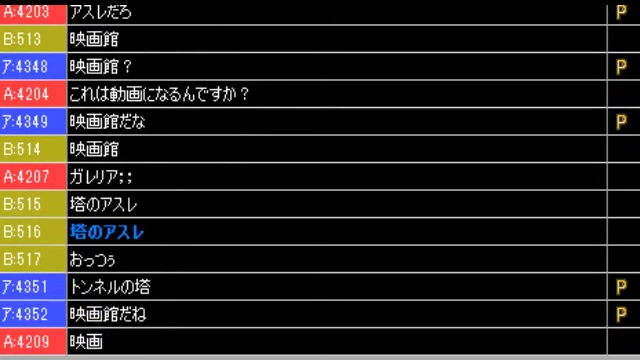 A:4203 アスレだろ P
B:513 映画館
ア:4348 映画館？ P
A:4204 これは動画になるんですか？
ア:4349 映画館だな P
B:514 映画館
A:4207 ガレリア;;
B:515 塔のアスレ
B:516 塔のアスレ
B:517 おっつぅ
ア:4351 トンネルの塔 P
ア:4352 映画館だね P
A:4209 映画